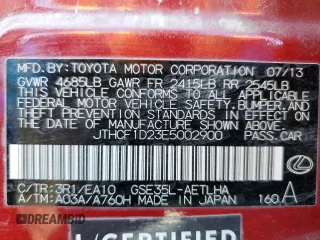 MFD. BY: TOYOTA MOTOR CORPORATION 07/13
GVWR 4685LB GAWR FR 2415LB RR 2545LB
THIS VEHICLE CONFORMS TO ALL APPLICABLE
FEDERAL MOTOR VEHICLE SAFETY, BUMPER, AND
THEFT PREVENTION STANDARDS IN EFFECT ON
THE DATE OF MANUFACTURE SHOWN ABOVE.
JTHCF1D23E5002900 PASS. CAR
C/TR: 3R1/EA10 GSE35L-AETLHA
A/TM: A03A/A760H MADE IN JAPAN 160 A
DREAMBID